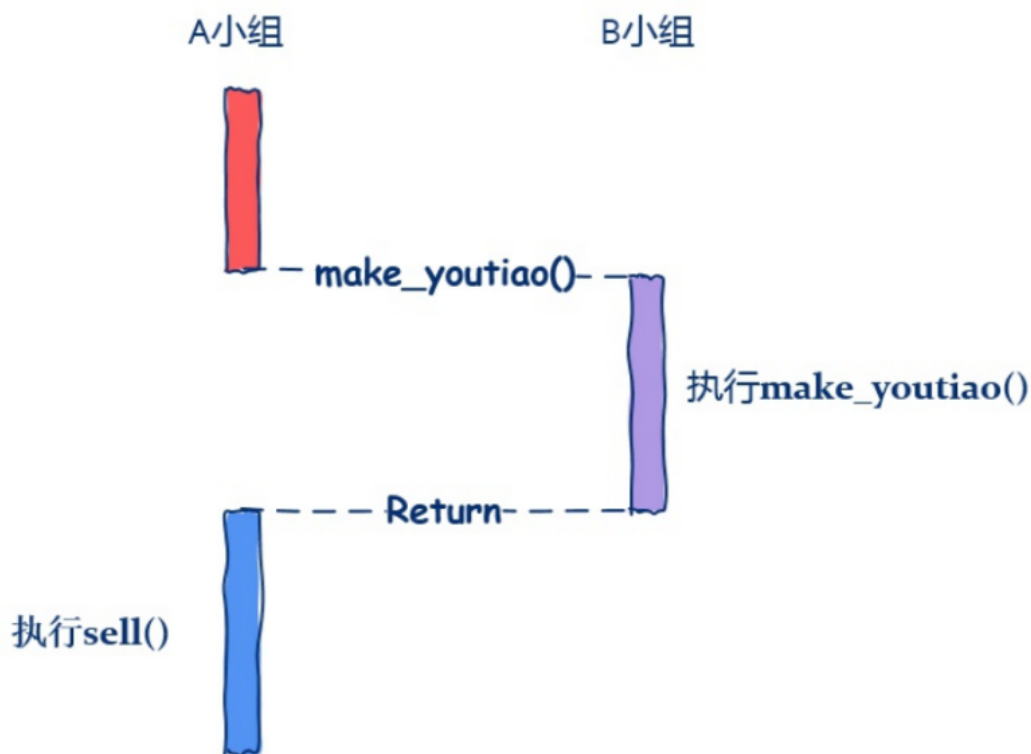 A小组
B小组
make_youtiao()
执行make_youtiao()
Return
执行sell()